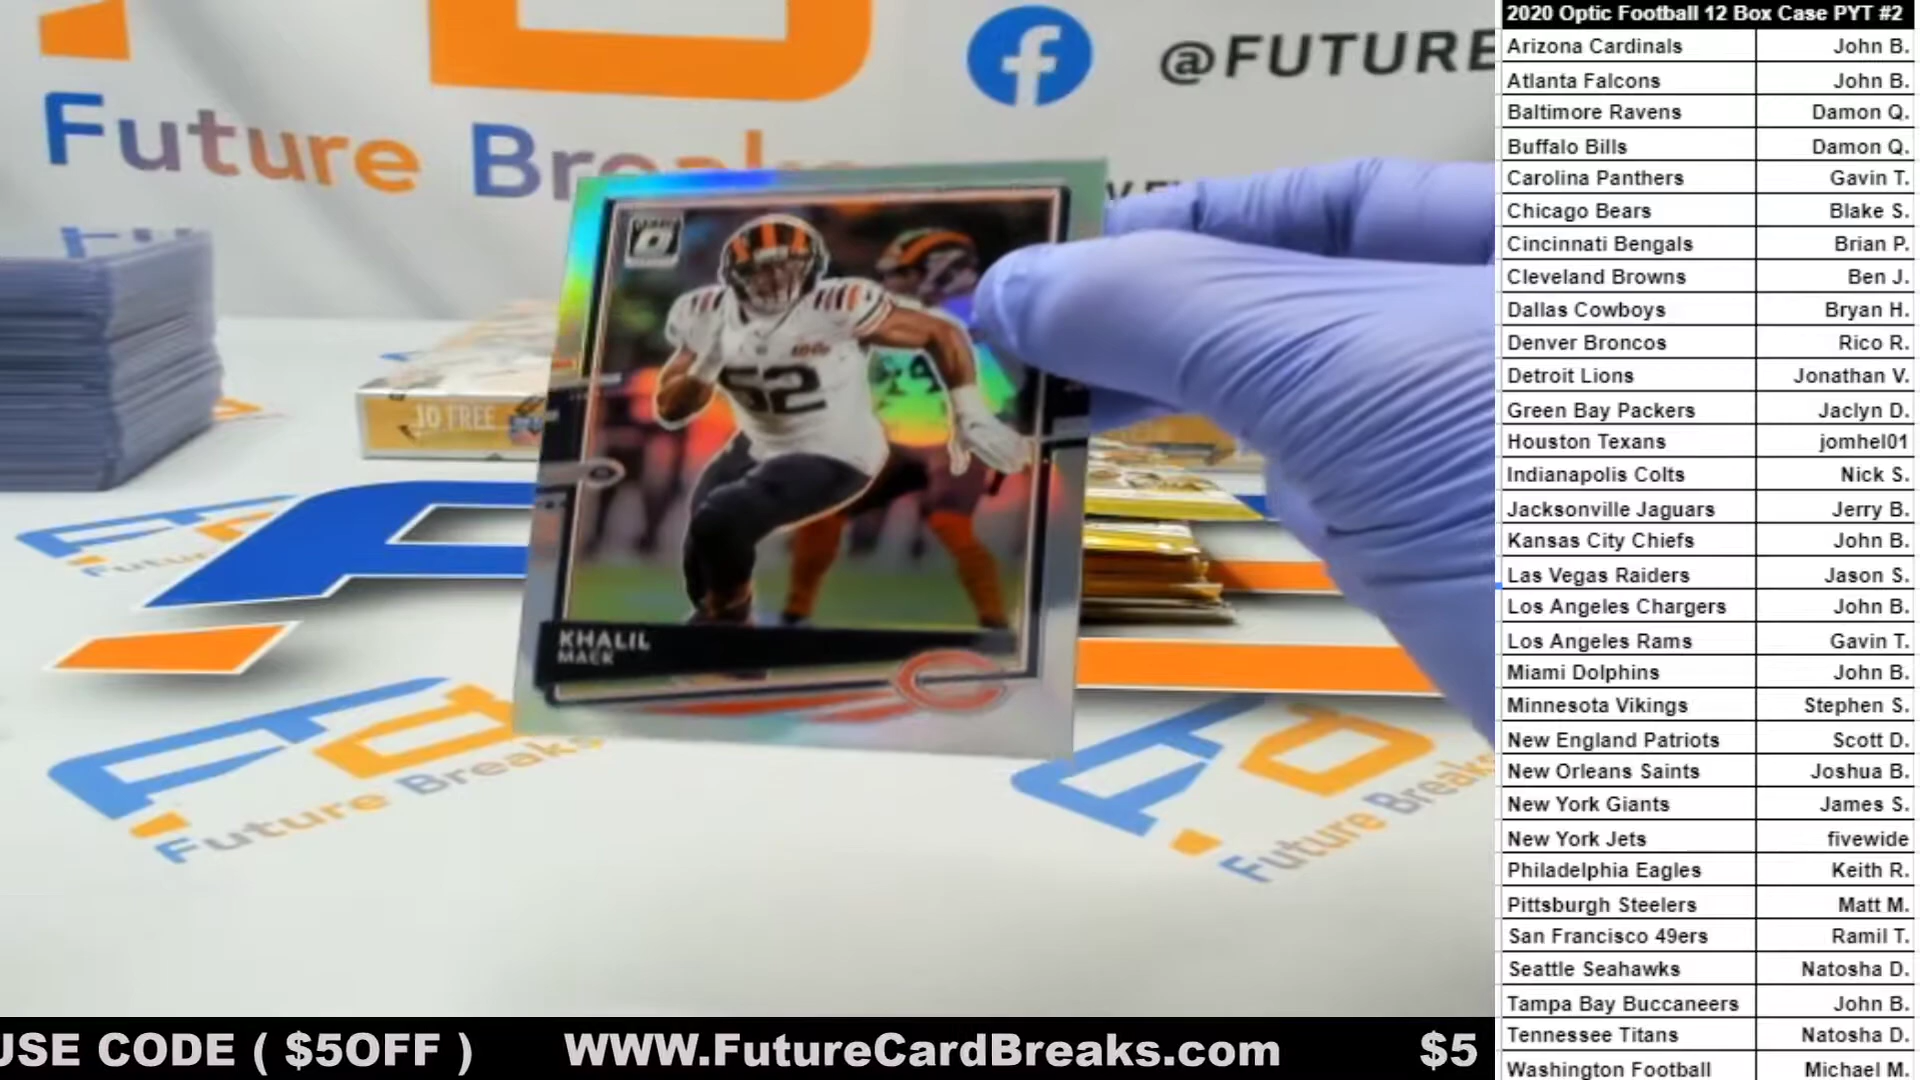 @FUTURE
Future Breaks
10 FREE
52
KHALIL
MACK
Future Breaks
Future Breaks
2020 Optic Football 12 Box Case PYT #2
Arizona Cardinals John B.
Atlanta Falcons John B.
Baltimore Ravens Damon Q.
Buffalo Bills Damon Q.
Carolina Panthers Gavin T.
Chicago Bears Blake S.
Cincinnati Bengals Brian P.
Cleveland Browns Ben J.
Dallas Cowboys Bryan H.
Denver Broncos Rico R.
Detroit Lions Jonathan V.
Green Bay Packers Jaclyn D.
Houston Texans jomhel01
Indianapolis Colts Nick S.
Jacksonville Jaguars Jerry B.
Kansas City Chiefs John B.
Las Vegas Raiders Jason S.
Los Angeles Chargers John B.
Los Angeles Rams Gavin T.
Miami Dolphins John B.
Minnesota Vikings Stephen S.
New England Patriots Scott D.
New Orleans Saints Joshua B.
New York Giants James S.
New York Jets fivewide
Philadelphia Eagles Keith R.
Pittsburgh Steelers Matt M.
San Francisco 49ers Ramil T.
Seattle Seahawks Natosha D.
Tampa Bay Buccaneers John B.
Tennessee Titans Natosha D.
Washington Football Michael M.
USE CODE ( $5OFF ) WWW.FutureCardBreaks.com $5